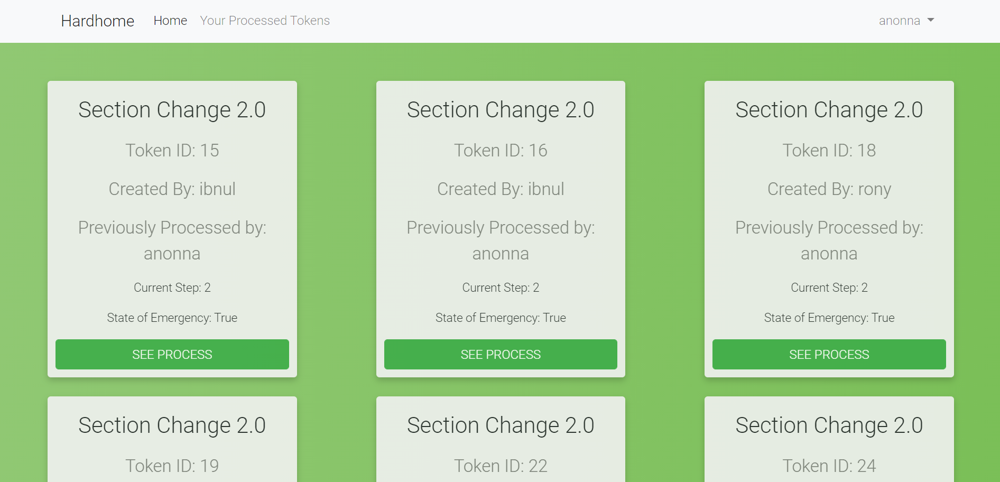 Hardhome Home Your Processed Tokens anonna
Section Change 2.0
Token ID: 15
Created By: ibnul
Previously Processed by:
anonna
Current Step: 2
State of Emergency: True
SEE PROCESS
Section Change 2.0
Token ID: 16
Created By: ibnul
Previously Processed by:
anonna
Current Step: 2
State of Emergency: True
SEE PROCESS
Section Change 2.0
Token ID: 18
Created By: rony
Previously Processed by:
anonna
Current Step: 2
State of Emergency: True
SEE PROCESS
Section Change 2.0
Token ID: 19
Section Change 2.0
Token ID: 22
Section Change 2.0
Token ID: 24